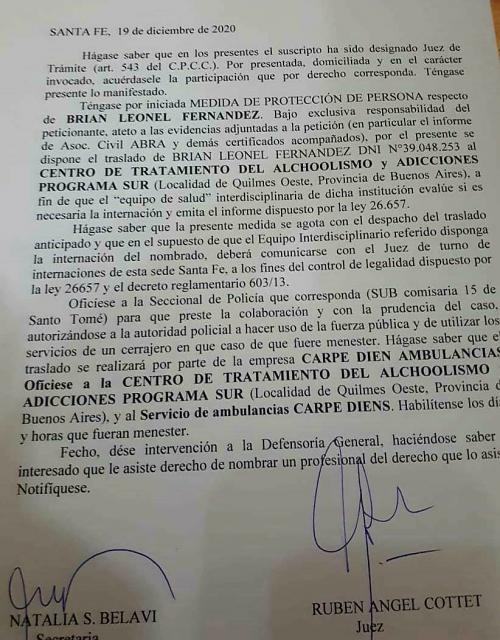 SANTA FE, 19 de diciembre de 2020
Hágase saber que en los presentes el suscripto ha sido designado Juez de
Trámite (art. 543 del C.P.C.C.). Por presentada, domiciliada y en el carácter
invocado, acuérdasele la participación que por derecho corresponda. Téngase
presente lo manifestado.
Téngase por iniciada MEDIDA DE PROTECCIÓN DE PERSONA respecto
de BRIAN LEONEL FERNANDEZ. Bajo exclusiva responsabilidad del
peticionante, ateto a las evidencias adjuntadas a la petición (en particular el informe
de Asoc. Civil ABRA y demás certificados acompañados), por el presente se
dispone el traslado de BRIAN LEONEL FERNANDEZ DNI N°39.048.253 al
CENTRO DE TRATAMIENTO DEL ALCHOOLISMO y ADICCIONES
PROGRAMA SUR (Localidad de Quilmes Oeste, Provincia de Buenos Aires), a
fin de que el “equipo de salud” interdisciplinaria de dicha institución evalúe si es
necesaria la internación y emita el informe dispuesto por la ley 26.657.
Hágase saber que la presente medida se agota con el despacho del traslado
anticipado y que en el supuesto de que el Equipo Interdisciplinario referido disponga
la internación del nombrado, deberá comunicarse con el Juez de turno de
internaciones de esta sede Santa Fe, a los fines del control de legalidad dispuesto por
la ley 26657 y el decreto reglamentario 603/13.
Ofíciese a la Seccional de Policía que corresponda (SUB comisaria 15 de
Santo Tomé) para que preste la colaboración y con la prudencia del caso,
autorizándose a la autoridad policial a hacer uso de la fuerza pública y de utilizar los
servicios de un cerrajero en que caso de que fuere menester. Hágase saber que el
traslado se realizará por parte de la empresa CARPE DIEN AMBULANCIAS
Ofíciese a la CENTRO DE TRATAMIENTO DEL ALCHOOLISMO
ADICCIONES PROGRAMA SUR (Localidad de Quilmes Oeste, Provincia d
Buenos Aires), y al Servicio de ambulancias CARPE DIENS. Habilítense los dí
y horas que fueran menester.
Fecho, dése intervención a la Defensoría General, haciéndose saber
interesado que le asiste derecho de nombrar un profesional del derecho que lo asis
Notifíquese.
NATALIA S. BELAVI
Secretaria
RUBEN ANGEL COTTET
Juez